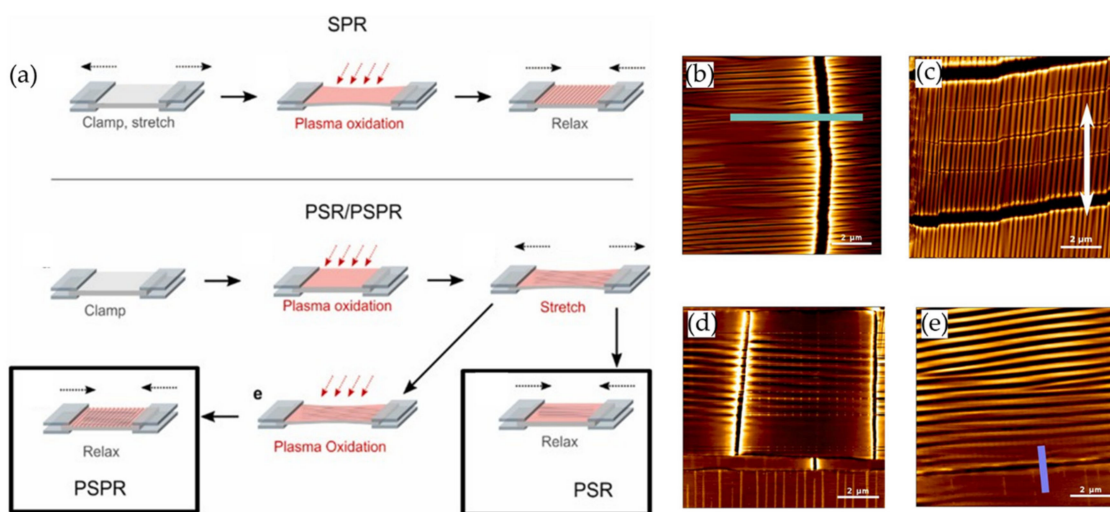 (a)
SPR
Clamp, stretch
Plasma oxidation
Relax
PSR/PSPR
Clamp
Plasma oxidation
Stretch
Relax
PSPR
e
Plasma Oxidation
Relax
PSR
(b)
2 µm
(c)
2 µm
(d)
2 µm
(e)
2 µm